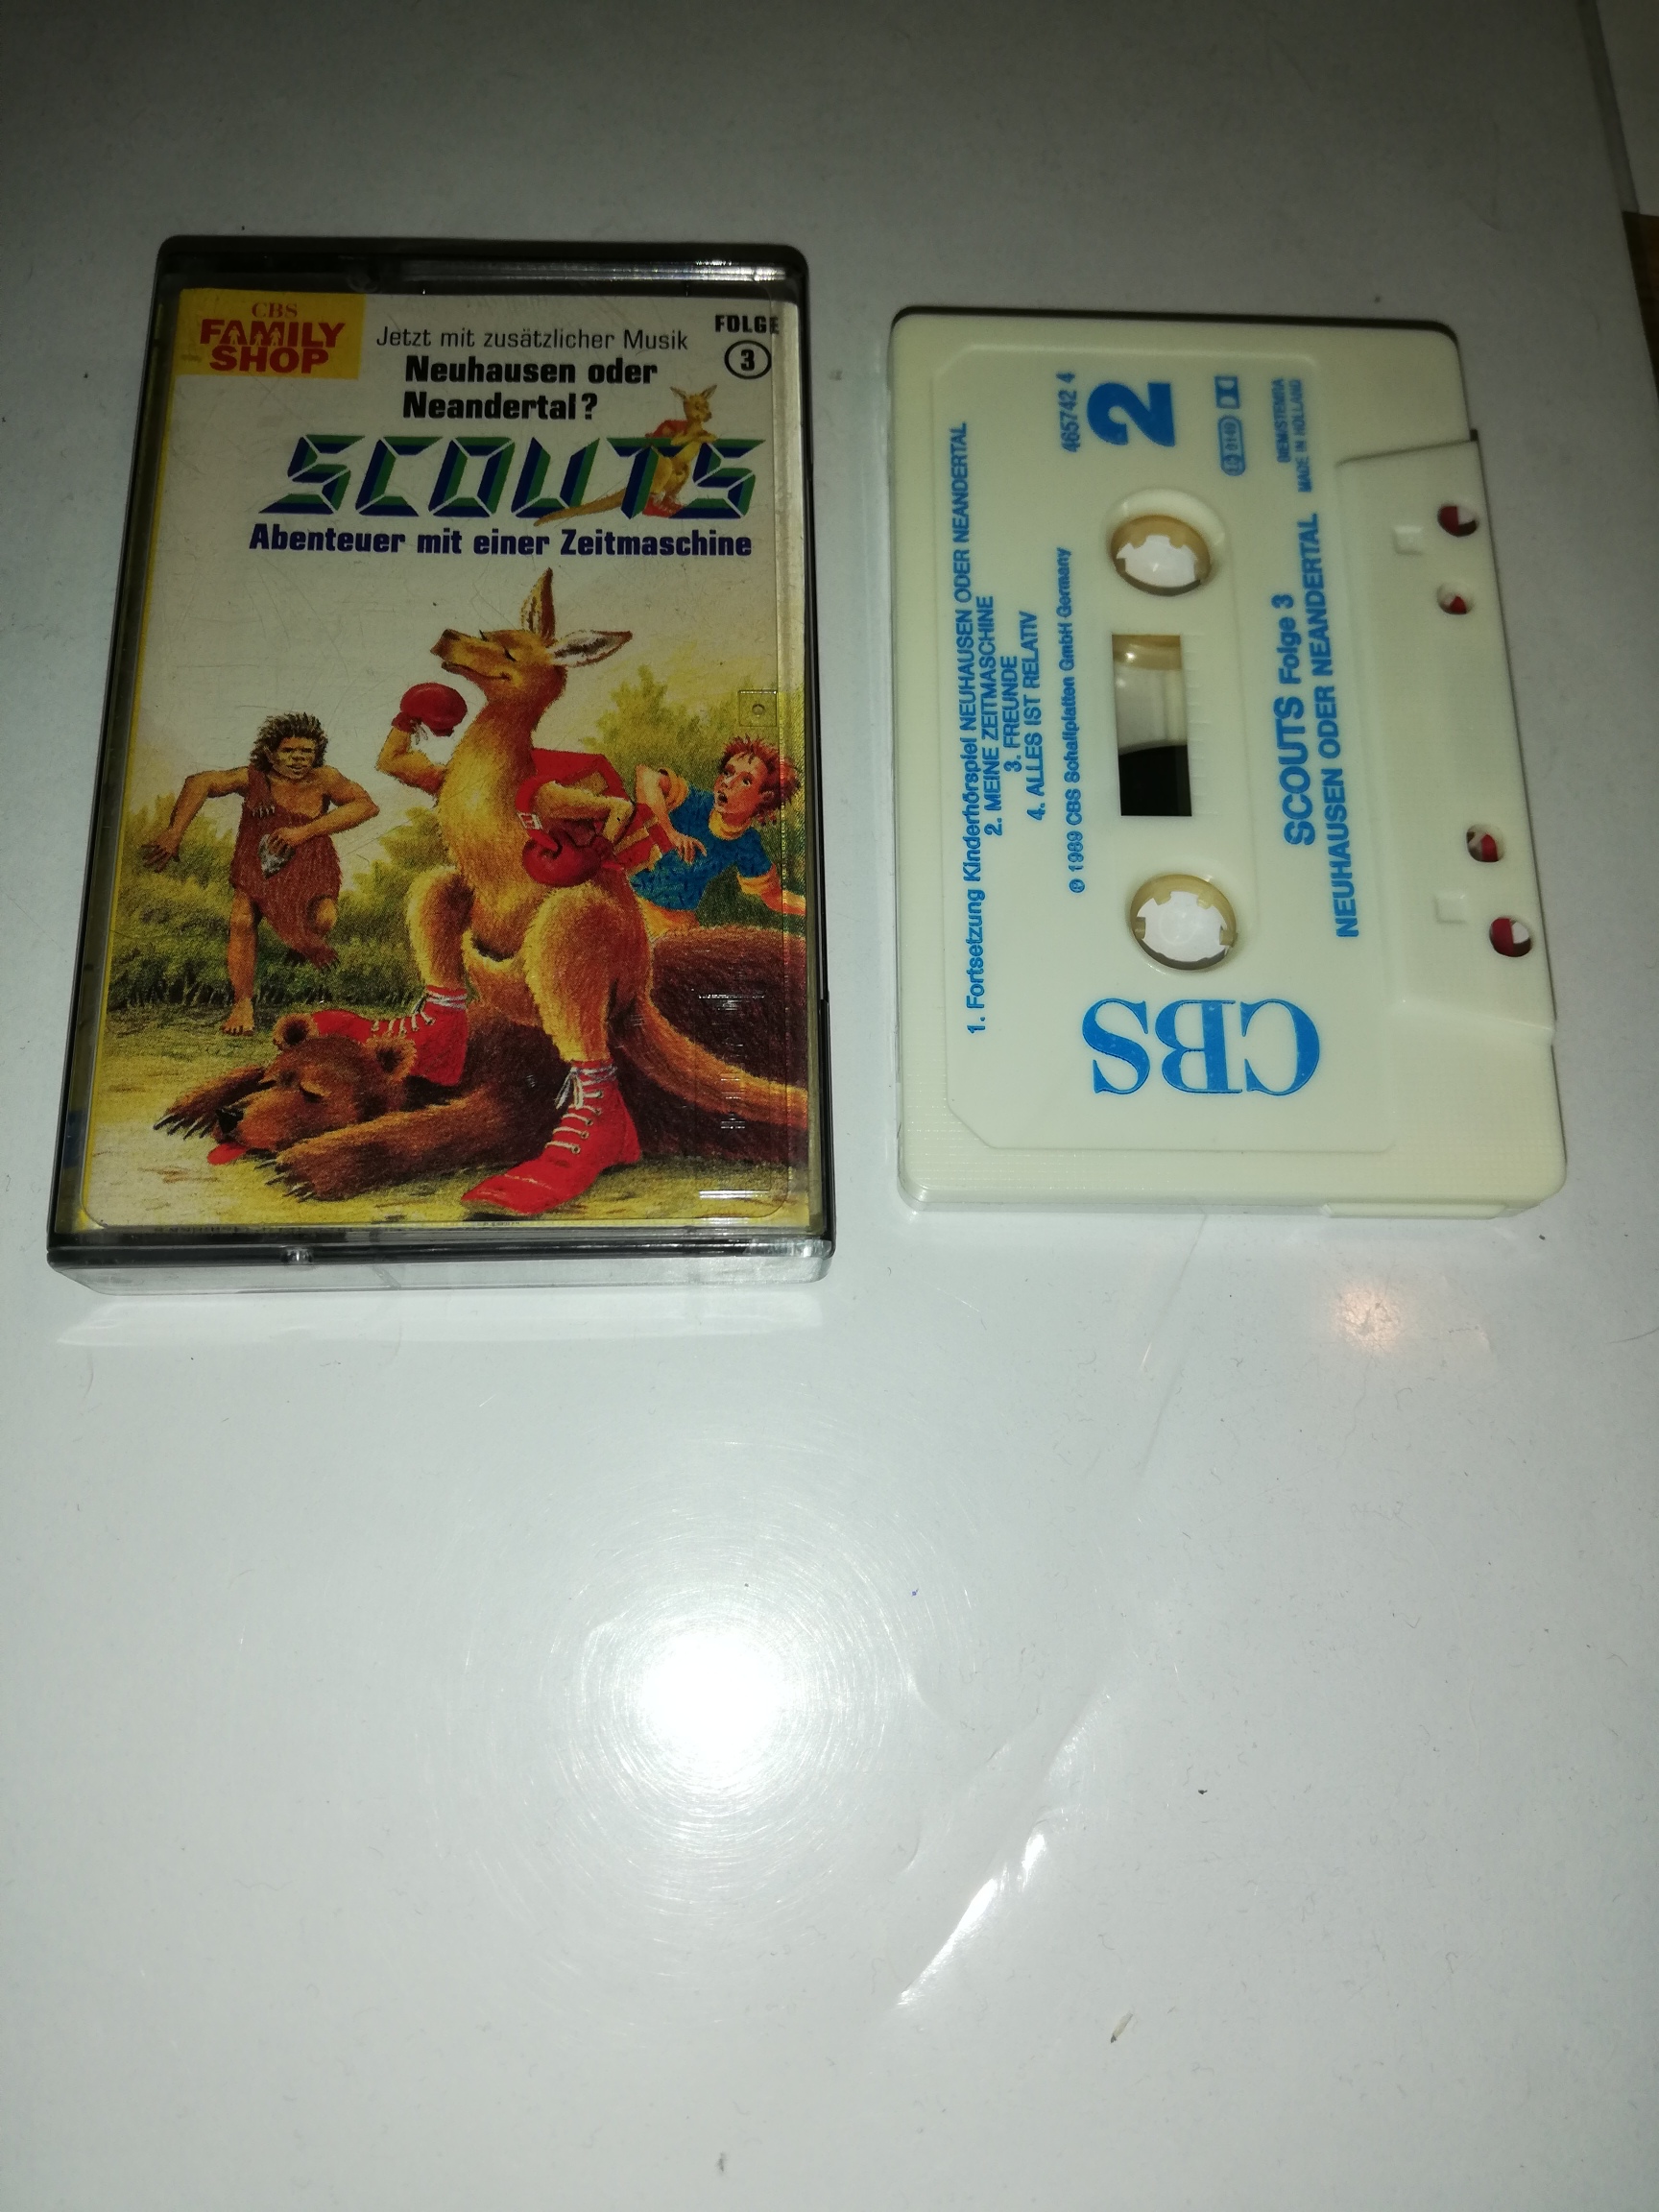 CBS
FAMILY
SHOP
Jetzt mit zusätzlicher Musik
Neuhausen oder
Neandertal?
FOLGE
3
SCOUTS
Abenteuer mit einer Zeitmaschine
1. Fortsetzung Kinderhörspiel NEUHAUSEN ODER NEANDERTAL
2. MEINE ZEITMASCHINE
3. FREUNDE
4. ALLES IST RELATIV
℗ 1989 CBS Schallplatten GmbH Germany
465742 4
2
CBS
SCOUTS Folge 3
NEUHAUSEN ODER NEANDERTAL
GEMA/STEMRA
MADE IN HOLLAND